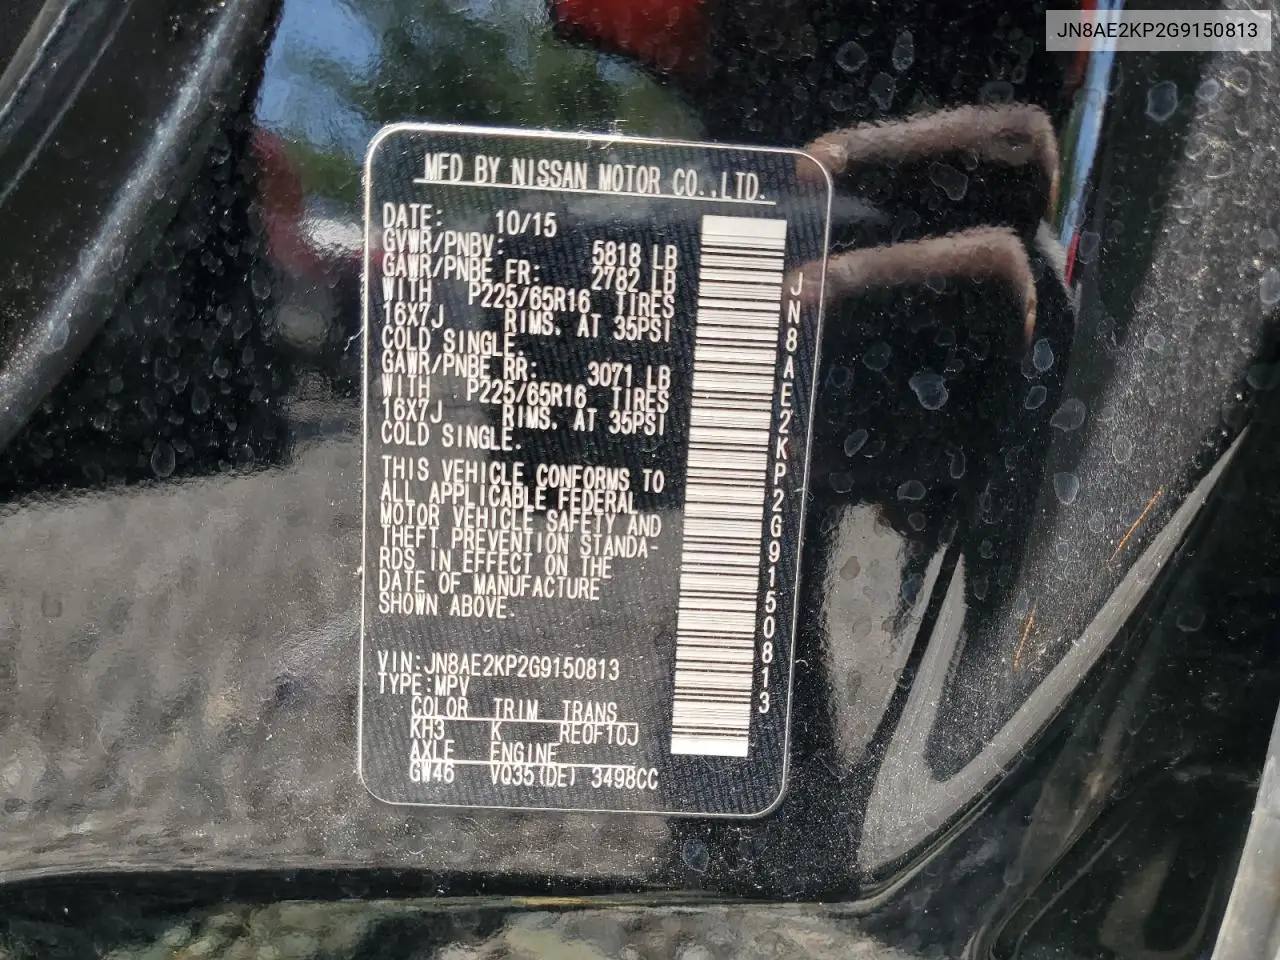 JN8AE2KP2G9150813
MFD BY NISSAN MOTOR CO.,LTD.
DATE: 10/15
GVWR/PNBV: 5818 LB
GAWR/PNBE FR: 2782 LB
WITH P225/65R16 TIRES
16X7J RIMS. AT 35PSI
COLD SINGLE.
GAWR/PNBE RR: 3071 LB
WITH P225/65R16 TIRES
16X7J RIMS. AT 35PSI
COLD SINGLE.
THIS VEHICLE CONFORMS TO
ALL APPLICABLE FEDERAL
MOTOR VEHICLE SAFETY AND
THEFT PREVENTION STANDA-
RDS IN EFFECT ON THE
DATE OF MANUFACTURE
SHOWN ABOVE.
VIN:JN8AE2KP2G9150813
TYPE:MPV
COLOR TRIM TRANS
KH3 K RE0F10J
AXLE ENGINE
GW46 VQ35(DE) 3498CC
JN8AE2KP2G9150813